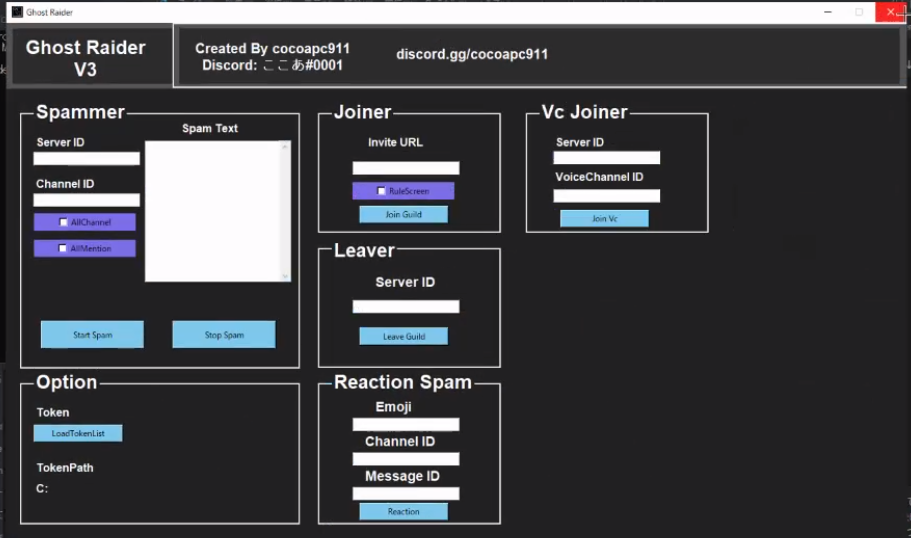 Ghost Raider
Ghost Raider
V3
Created By cocoapc911
Discord: ここあ#0001
discord.gg/cocoapc911
Spammer
Server ID
Spam Text
Channel ID
AllChannel
AllMention
Start Spam
Stop Spam
Joiner
Invite URL
RuleScreen
Join Guild
Vc Joiner
Server ID
VoiceChannel ID
Join Vc
Leaver
Server ID
Leave Guild
Option
Token
LoadTokenList
TokenPath
C:
Reaction Spam
Emoji
Channel ID
Message ID
Reaction